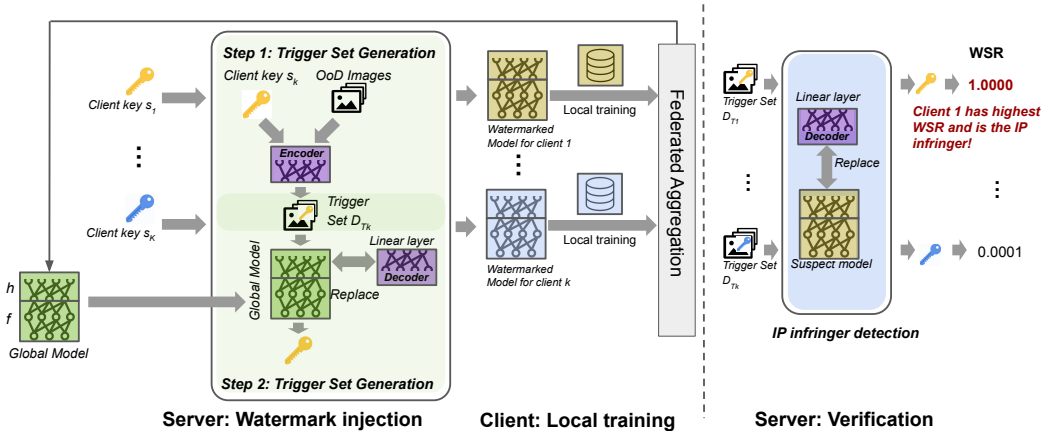 Step 1: Trigger Set Generation
Client key s_k
OoD Images
Client key s_1
Client key s_K
Encoder
Trigger
Set D_Tk
Linear layer
Decoder
Replace
Global Model
h
f
Global Model
Step 2: Trigger Set Generation
Server: Watermark injection
Watermarked
Model for client 1
Local training
Watermarked
Model for client k
Local training
Client: Local training
Federated Aggregation
Trigger Set
D_T1
Trigger Set
D_Tk
Linear layer
Decoder
Replace
Suspect model
IP infringer detection
WSR
1.0000
Client 1 has highest
WSR and is the IP
infringer!
0.0001
Server: Verification